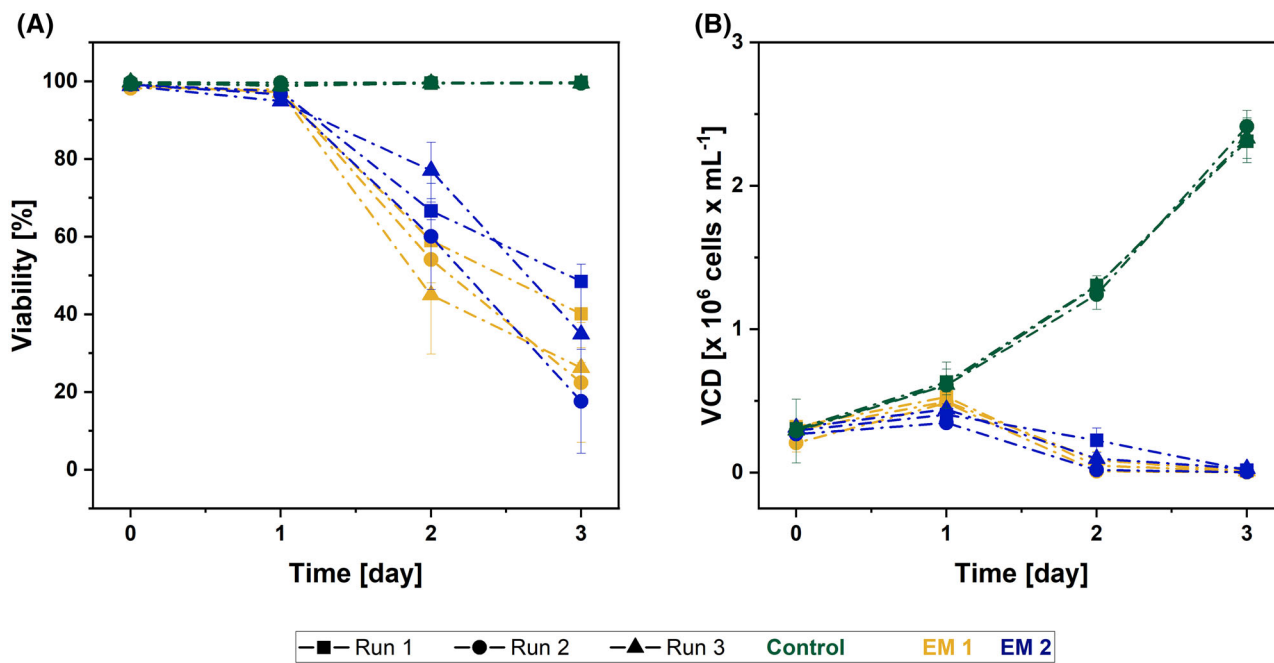 (A)
Viability [%]
100
80
60
40
20
0
0 1 2 3
Time [day]
(B)
VCD [x 10⁶ cells x mL⁻¹]
3
2
1
0
0 1 2 3
Time [day]
Run 1 Run 2 Run 3 Control EM 1 EM 2